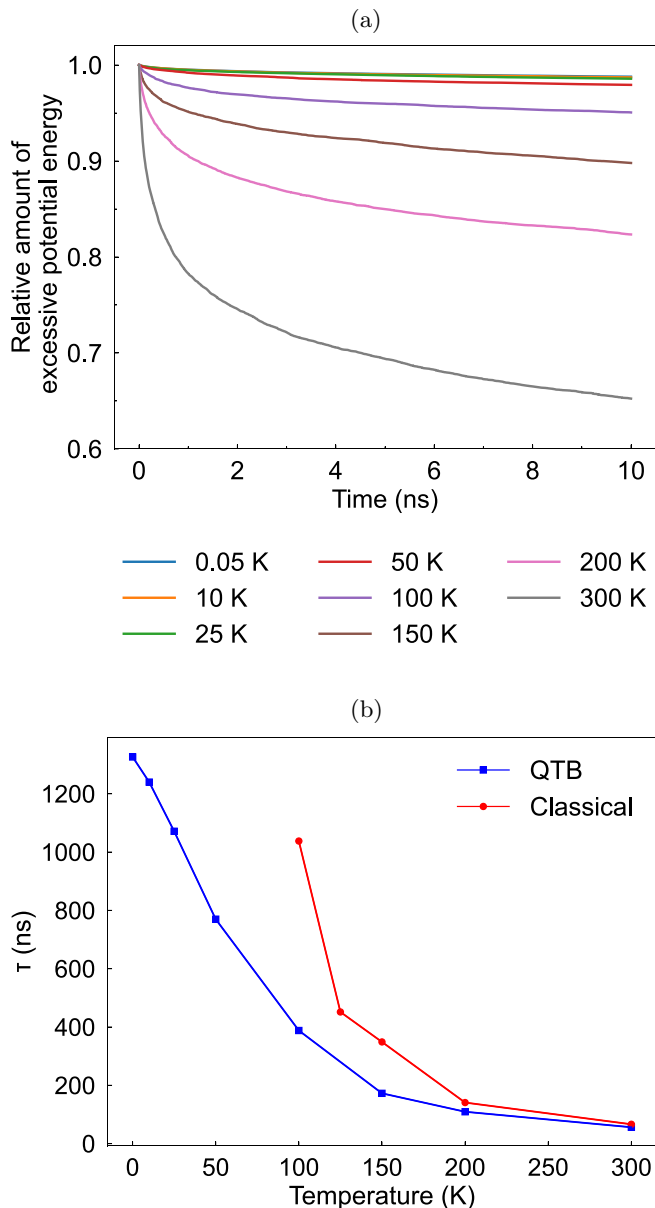 (a)
Relative amount of
excessive potential energy
1.0
0.9
0.8
0.7
0.6
0
2
4
6
8
10
Time (ns)
0.05 K
50 K
200 K
10 K
100 K
300 K
25 K
150 K
(b)
QTB
Classical
τ (ns)
1200
1000
800
600
400
200
0
0
50
100
150
200
250
300
Temperature (K)